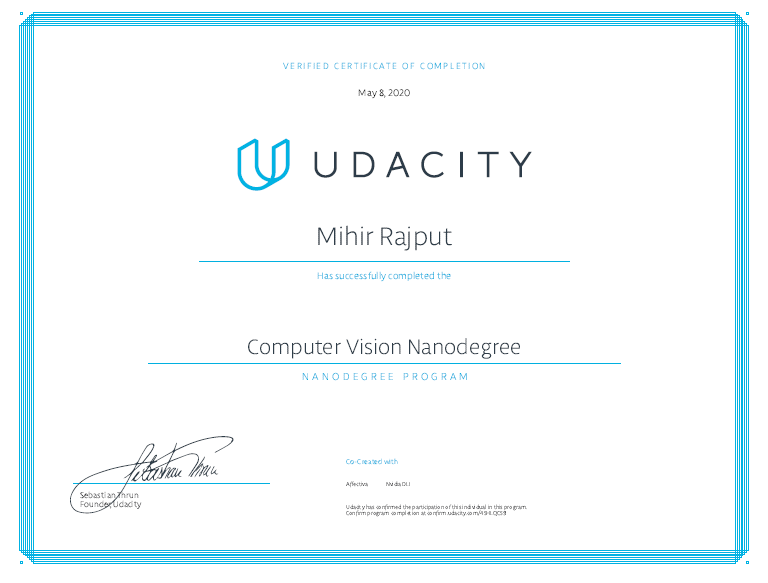 VERIFIED CERTIFICATE OF COMPLETION
May 8, 2020
UDACITY
Mihir Rajput
Has successfully completed the
Computer Vision Nanodegree
NANODEGREE PROGRAM
Sebastian Thrun
Sebastian Thrun
Founder, Udacity
Co-Created with
Affectiva Nvidia DLI
Udacity has confirmed the participation of this individual in this program.
Confirm program completion at confirm.udacity.com/